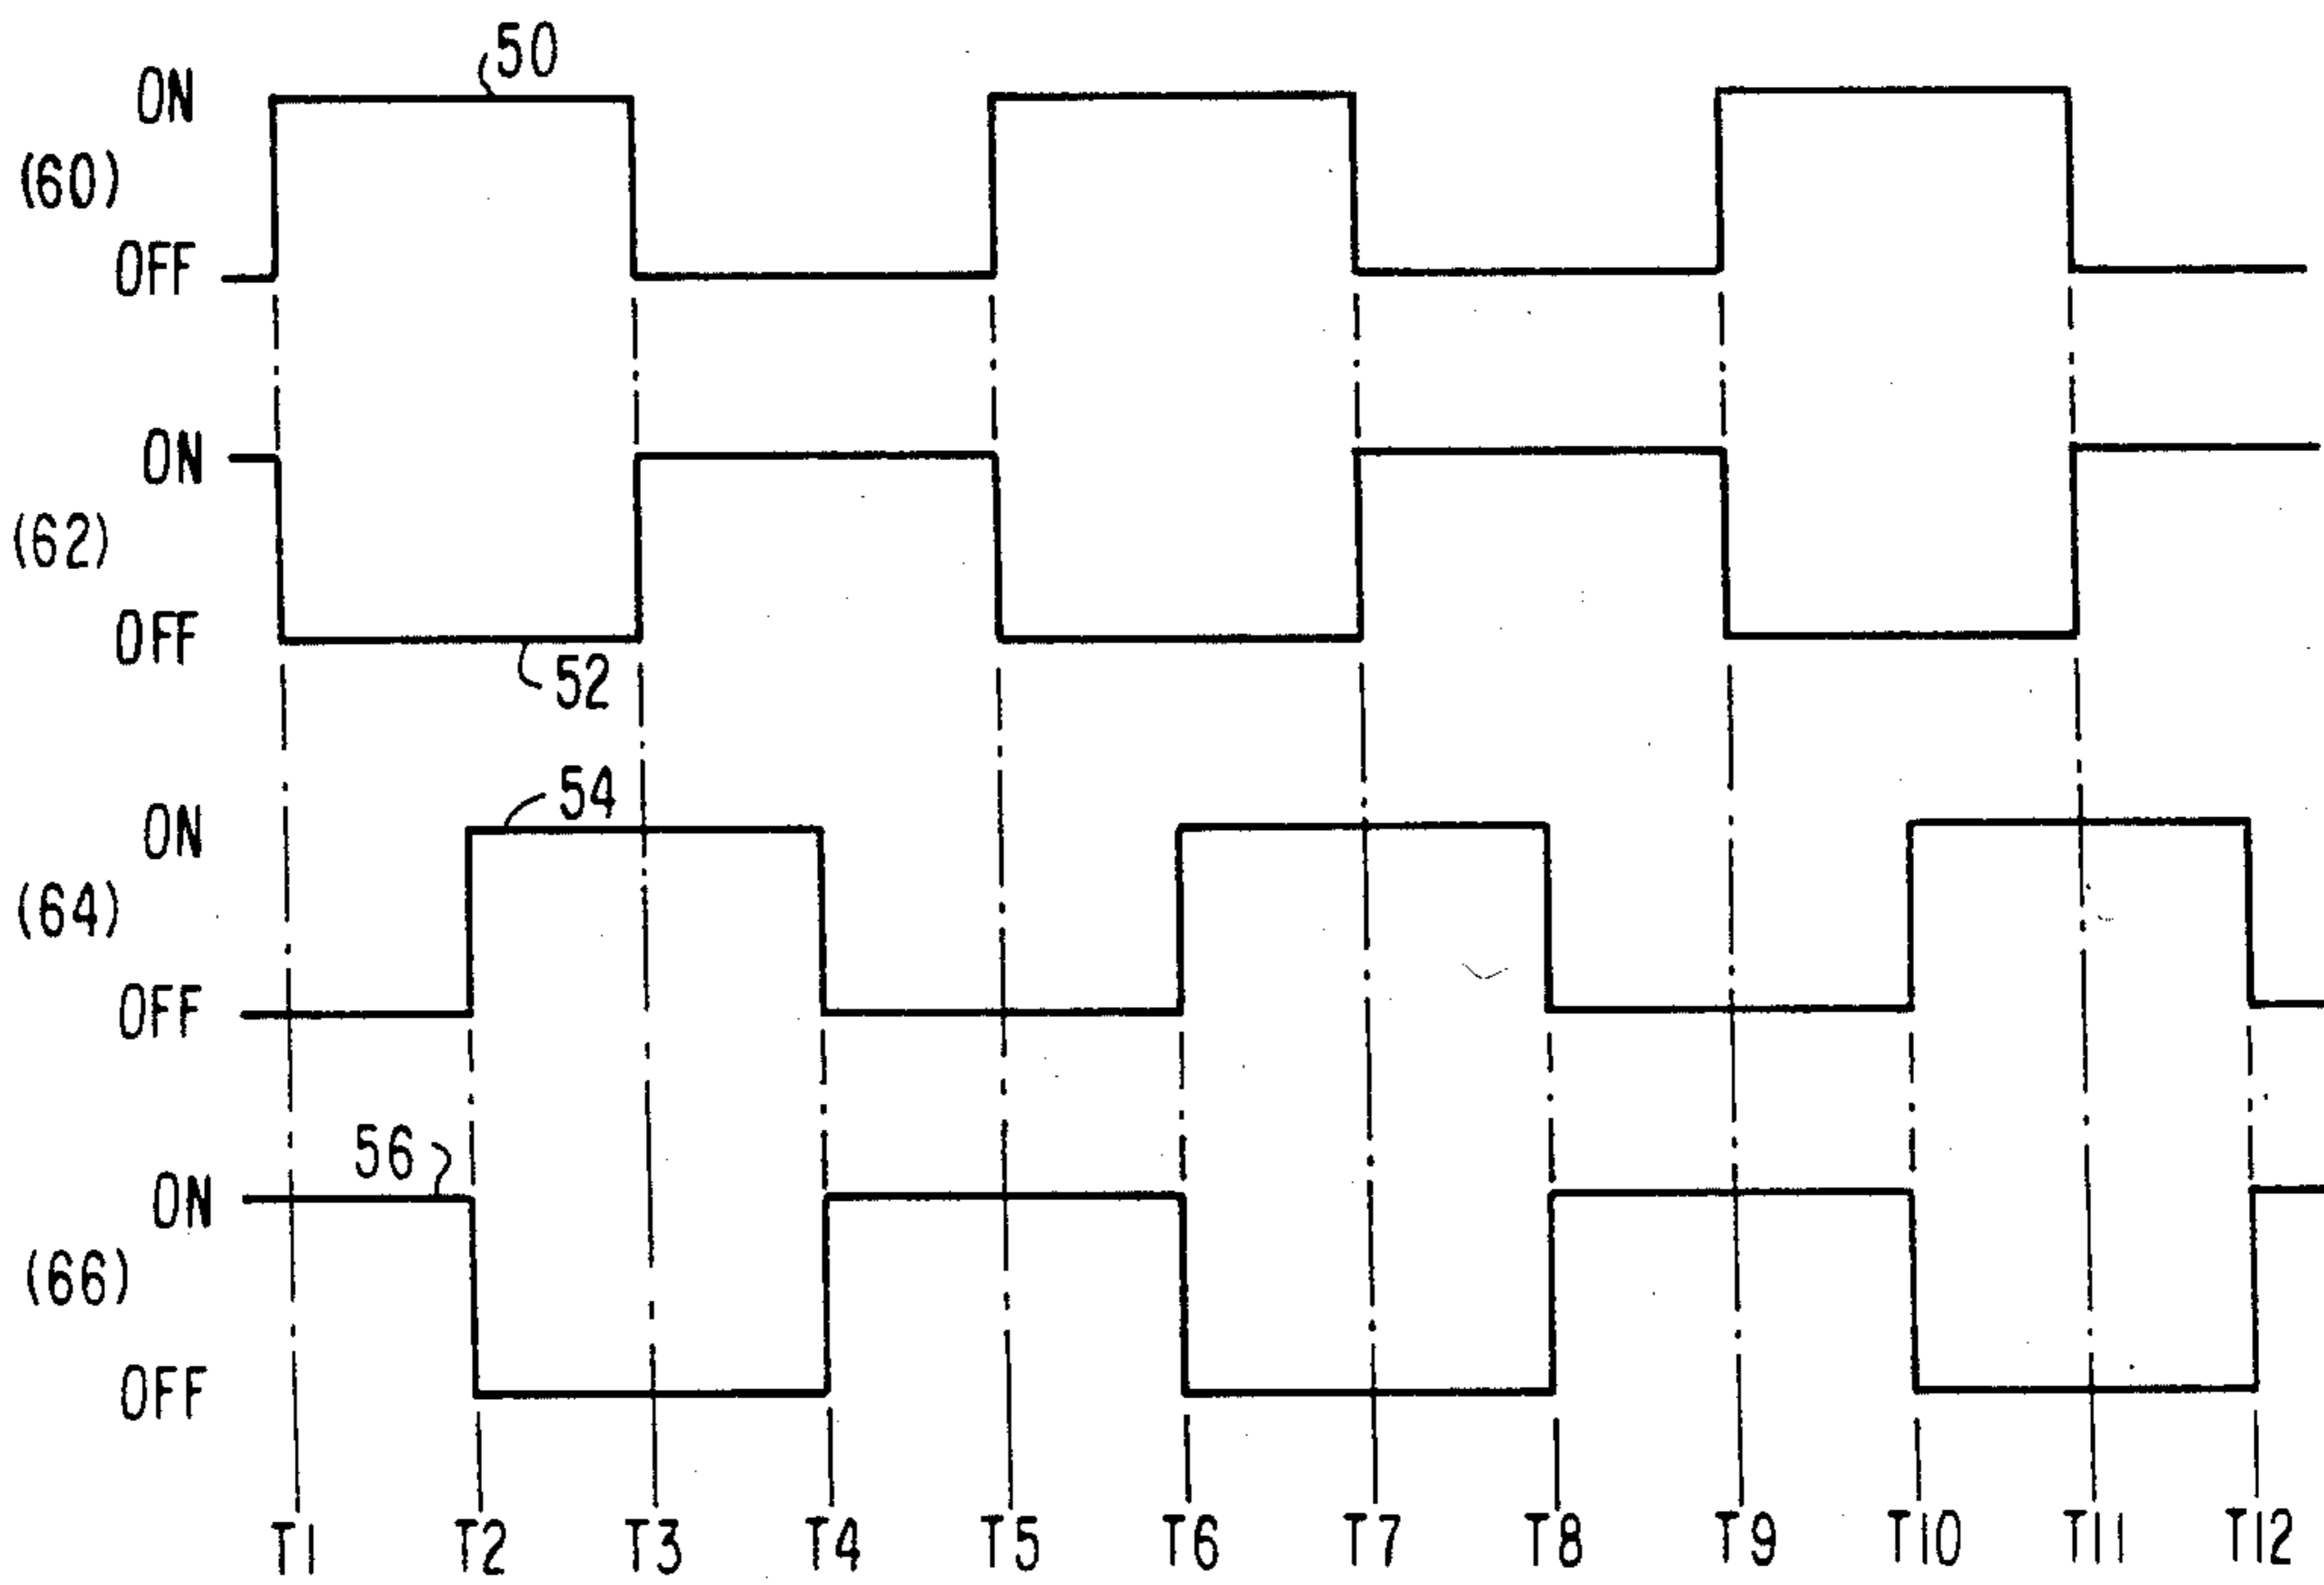 50
ON
(60)
OFF
ON
(62)
OFF
52
54
ON
(64)
OFF
56
ON
(66)
OFF
T1 T2 T3 T4 T5 T6 T7 T8 T9 T10 T11 T12